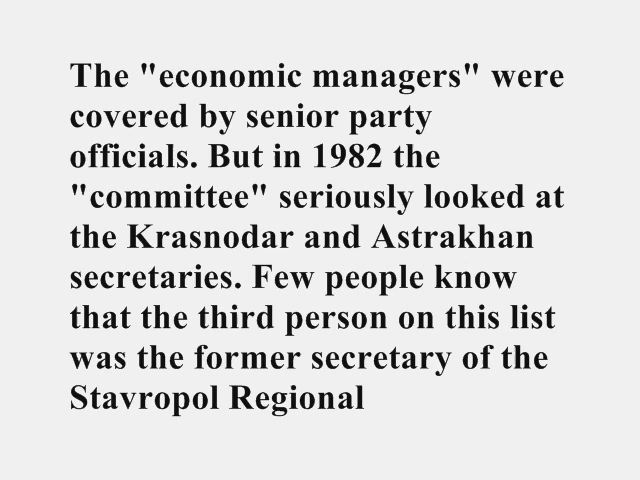 The "economic managers" were
covered by senior party
officials. But in 1982 the
"committee" seriously looked at
the Krasnodar and Astrakhan
secretaries. Few people know
that the third person on this list
was the former secretary of the
Stavropol Regional